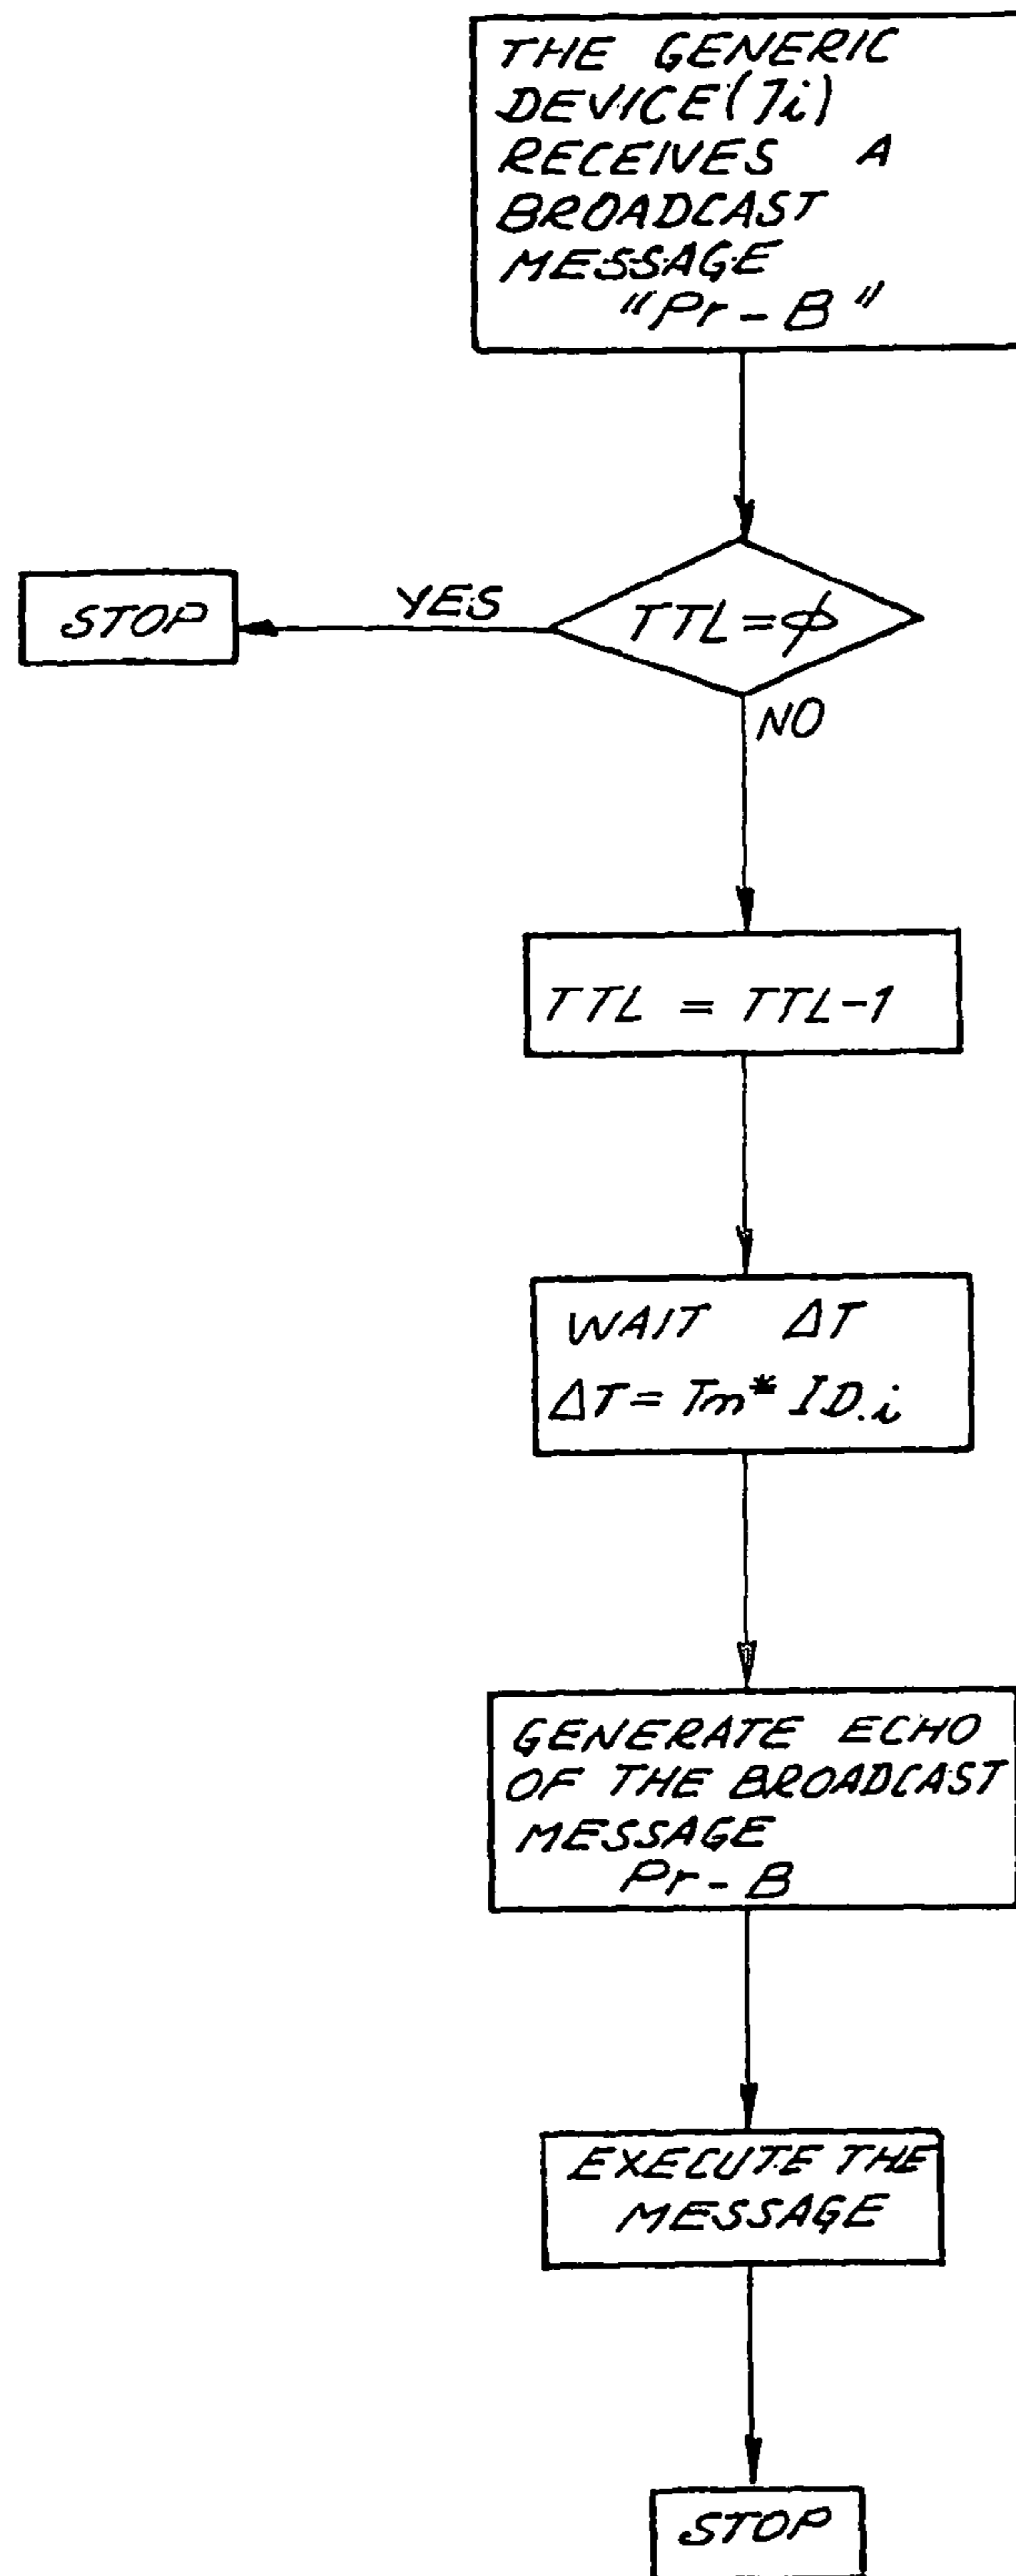 THE GENERIC
DEVICE(7i)
RECEIVES A
BROADCAST
MESSAGE
"Pr-B"
STOP
YES
TTL=ϕ
NO
TTL = TTL-1
WAIT ΔT
ΔT = Tm* ID.i
GENERATE ECHO
OF THE BROADCAST
MESSAGE
Pr-B
EXECUTE THE
MESSAGE
STOP